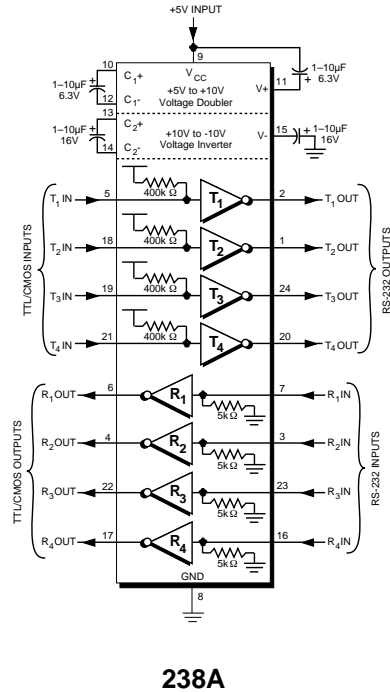 +5V INPUT
9
V CC
10
C1+
1–10µF
6.3V
+
12
C1-
+5V to +10V
Voltage Doubler
V+
11
+
1–10µF
6.3V
13
C2+
1–10µF
16V
+
14
C2-
+10V to -10V
Voltage Inverter
V-
15
+
1–10µF
16V
TTL/CMOS INPUTS
T1 IN
5
400k Ω
T1
2
T1 OUT
T2 IN
18
400k Ω
T2
1
T2 OUT
T3 IN
19
400k Ω
T3
24
T3 OUT
T4 IN
21
400k Ω
T4
20
T4 OUT
RS-232 OUTPUTS
TTL/CMOS OUTPUTS
R1 OUT
6
R1
5k Ω
7
R1 IN
R2 OUT
4
R2
5k Ω
3
R2 IN
R3 OUT
22
R3
5k Ω
23
R3 IN
R4 OUT
17
R4
5k Ω
16
R4 IN
RS-232 INPUTS
GND
8
238A